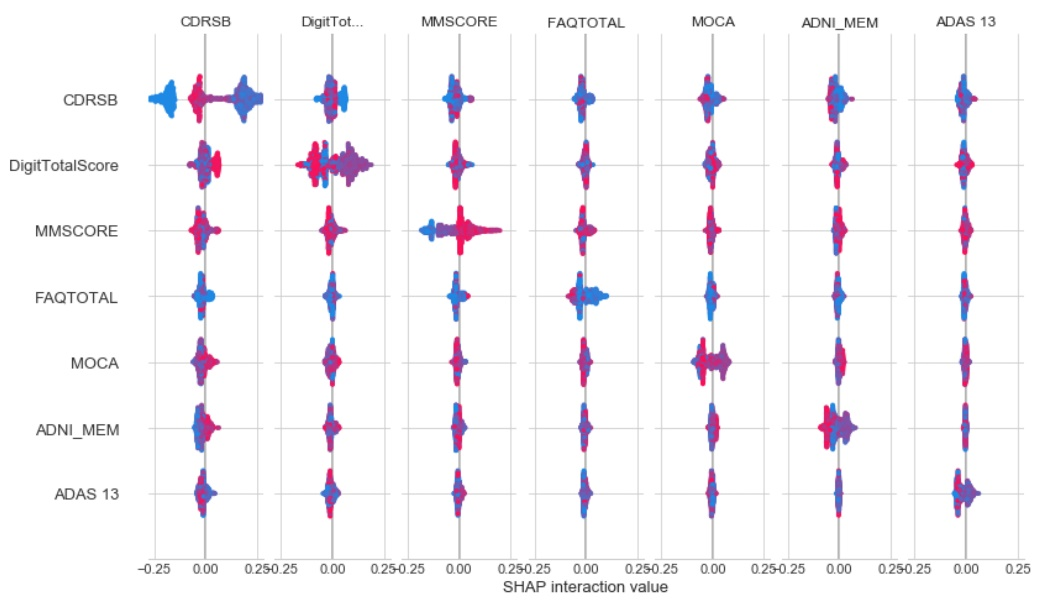 CDRSB DigitTot... MMSCORE FAQTOTAL MOCA ADNI_MEM ADAS 13
CDRSB
DigitTotalScore
MMSCORE
FAQTOTAL
MOCA
ADNI_MEM
ADAS 13
−0.25 0.00 0.25−0.25 0.00 0.25−0.25 0.00 0.25−0.25 0.00 0.25−0.25 0.00 0.25−0.25 0.00 0.25−0.25 0.00 0.25
SHAP interaction value